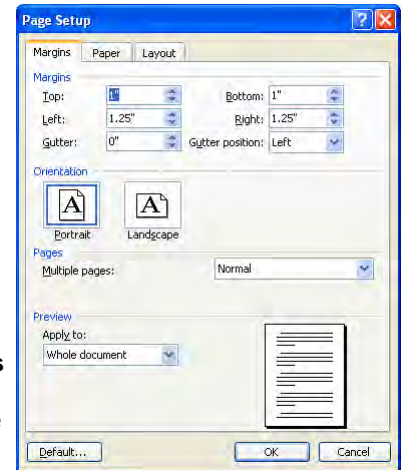 Page Setup
Margins Paper Layout
Margins
Top: 1" Bottom: 1"
Left: 1.25" Right: 1.25"
Gutter: 0" Gutter position: Left
Orientation
A A
Portrait Landscape
Pages
Multiple pages: Normal
Preview
Apply to:
Whole document
s
e
Default... OK Cancel